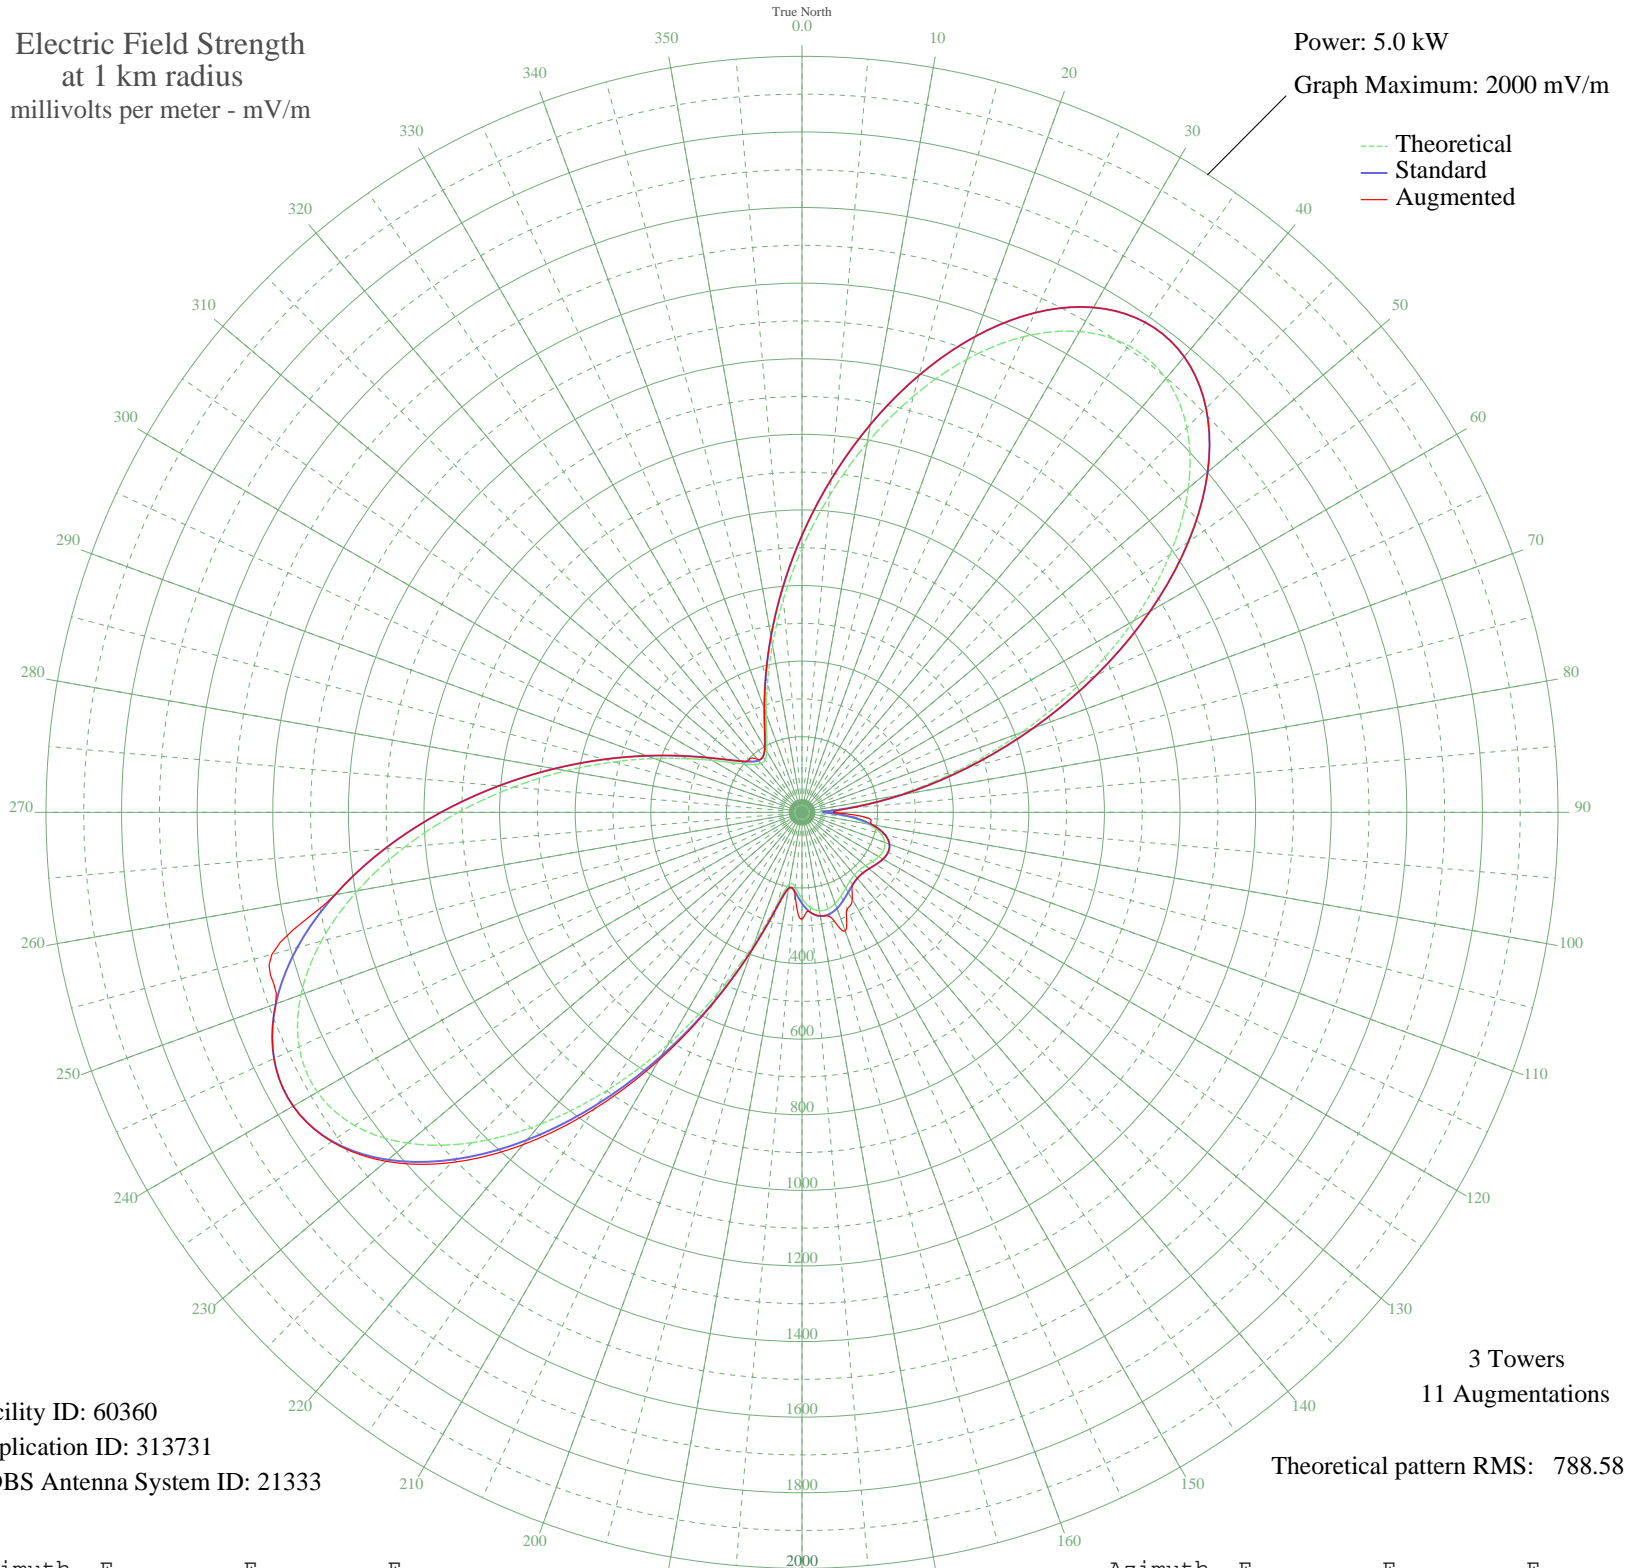 True North
0.0
Electric Field Strength
at 1 km radius
millivolts per meter - mV/m
Power: 5.0 kW
Graph Maximum: 2000 mV/m
Theoretical
Standard
Augmented
10
20
30
40
50
60
70
80
90
100
110
120
130
140
150
160
200
210
220
230
240
250
260
270
280
290
300
310
320
330
340
350
400
600
800
1000
1200
1400
1600
1800
2000
3 Towers
11 Augmentations
Theoretical pattern RMS: 788.58
cility ID: 60360
plication ID: 313731
DBS Antenna System ID: 21333
imuth E E E
Azimuth E E E